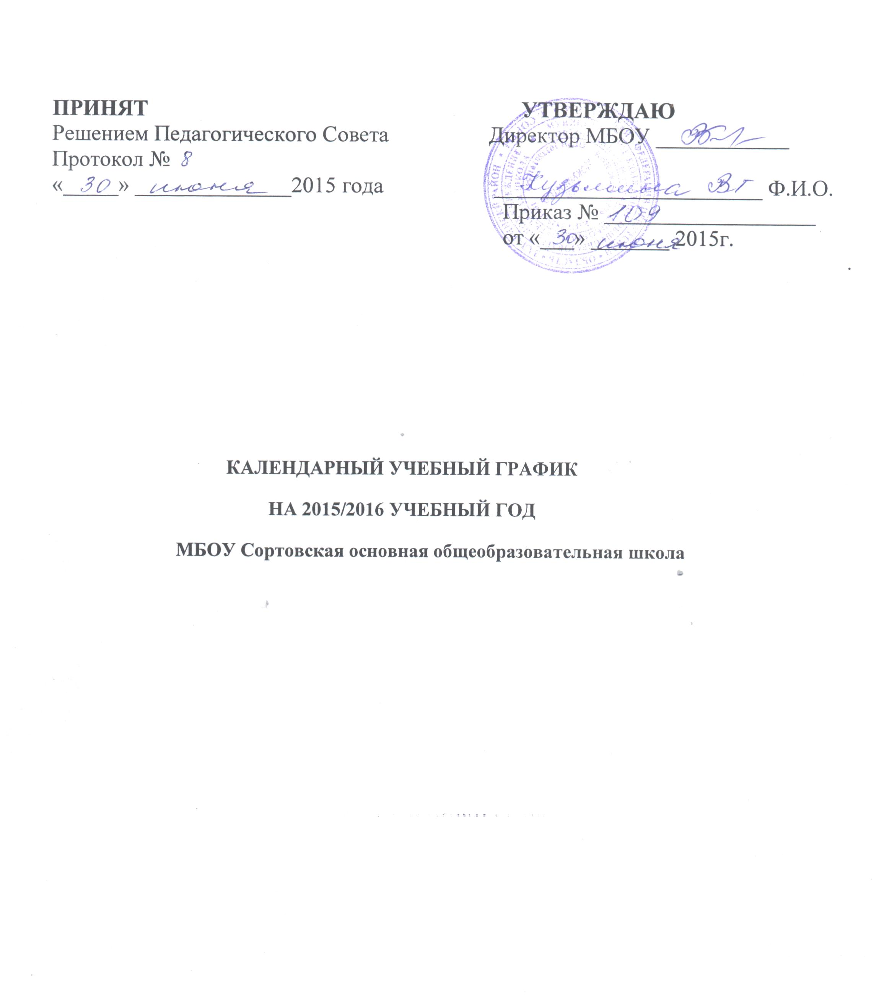 ПРИНЯТ
Решением Педагогического Совета
Протокол № 8
«30» июня 2015 года
УТВЕРЖДАЮ
Директор МБОУ
Кузьмина ВГ Ф.И.О.
Приказ № 109
от «30» июня 2015г.
КАЛЕНДАРНЫЙ УЧЕБНЫЙ ГРАФИК
НА 2015/2016 УЧЕБНЫЙ ГОД
МБОУ Сортовская основная общеобразовательная школа